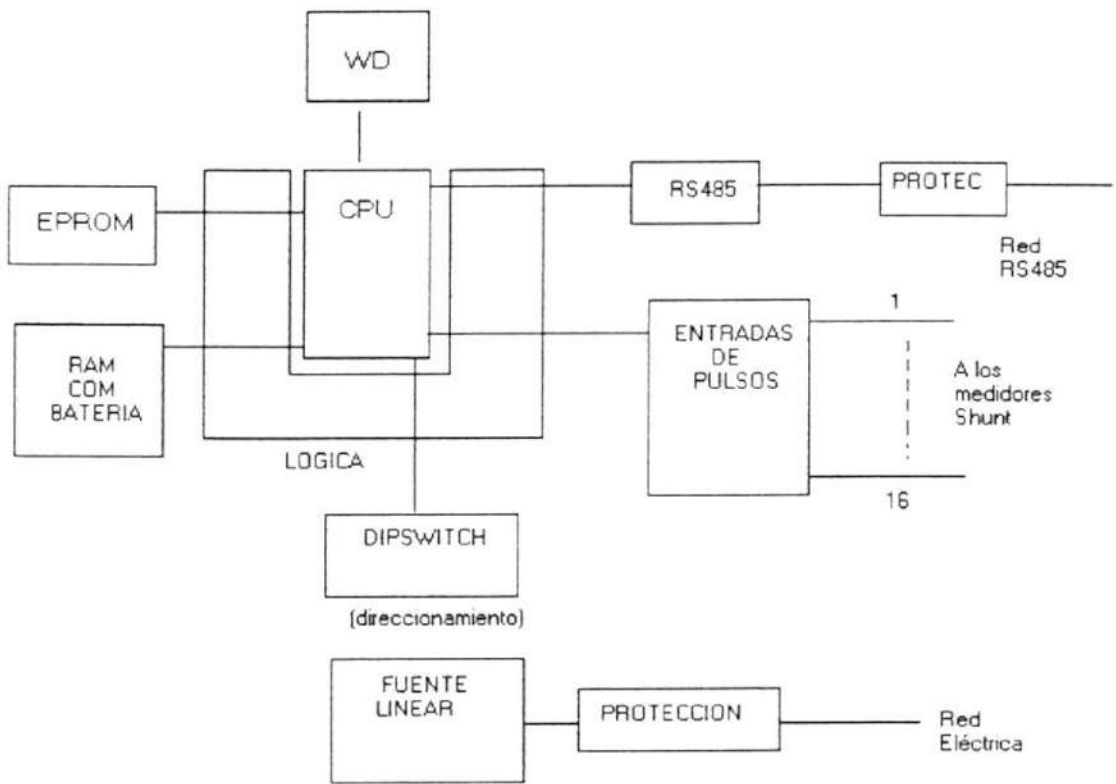 WD
EPROM
CPU
RS485
PROTEC
Red
RS485
RAM
COM
BATERIA
ENTRADAS
DE
PULSOS
1
A los
medidores
Shunt
16
LOGICA
DIPSWITCH
(direccionamiento)
FUENTE
LINEAR
PROTECCION
Red
Eléctrica